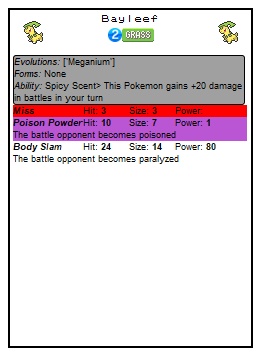 Bayleef
2 GRASS
Evolutions: ['Meganium']
Forms: None
Ability: Spicy Scent> This Pokemon gains +20 damage
in battles in your turn
Miss Hit: 3 Size: 3 Power:
Poison Powder Hit: 10 Size: 7 Power: 1
The battle opponent becomes poisoned
Body Slam Hit: 24 Size: 14 Power: 80
The battle opponent becomes paralyzed